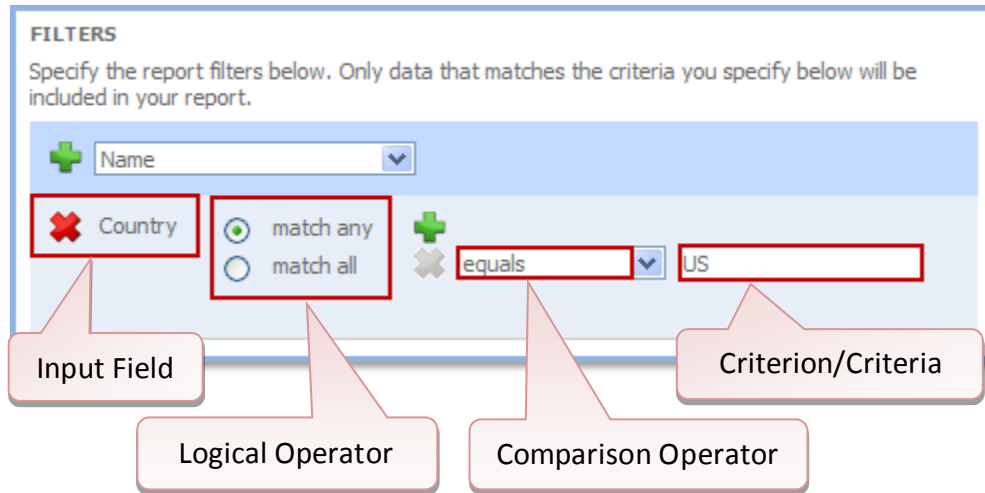 FILTERS
Specify the report filters below. Only data that matches the criteria you specify below will be
included in your report.
Name
Country
match any
match all
equals
US
Input Field
Criterion/Criteria
Logical Operator
Comparison Operator